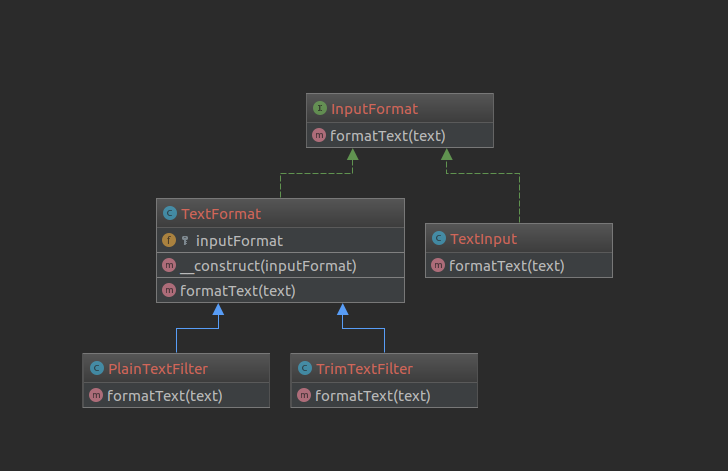 InputFormat
formatText(text)
TextFormat
inputFormat
__construct(inputFormat)
formatText(text)
TextInput
formatText(text)
PlainTextFilter
formatText(text)
TrimTextFilter
formatText(text)